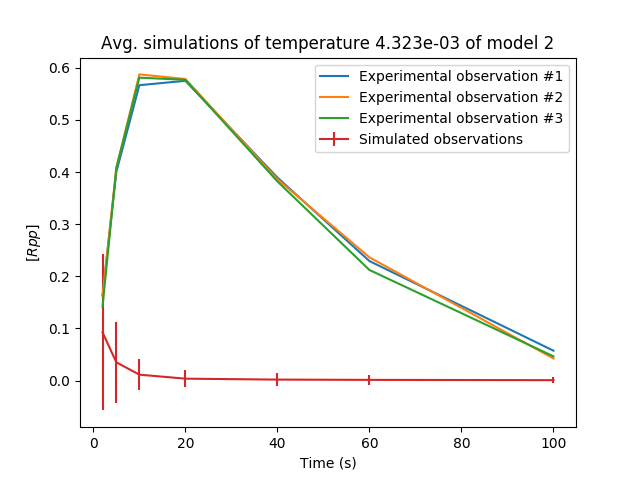 Avg. simulations of temperature 4.323e-03 of model 2
Experimental observation #1
Experimental observation #2
Experimental observation #3
Simulated observations
[Rpp]
0.6
0.5
0.4
0.3
0.2
0.1
0.0
0 20 40 60 80 100
Time (s)